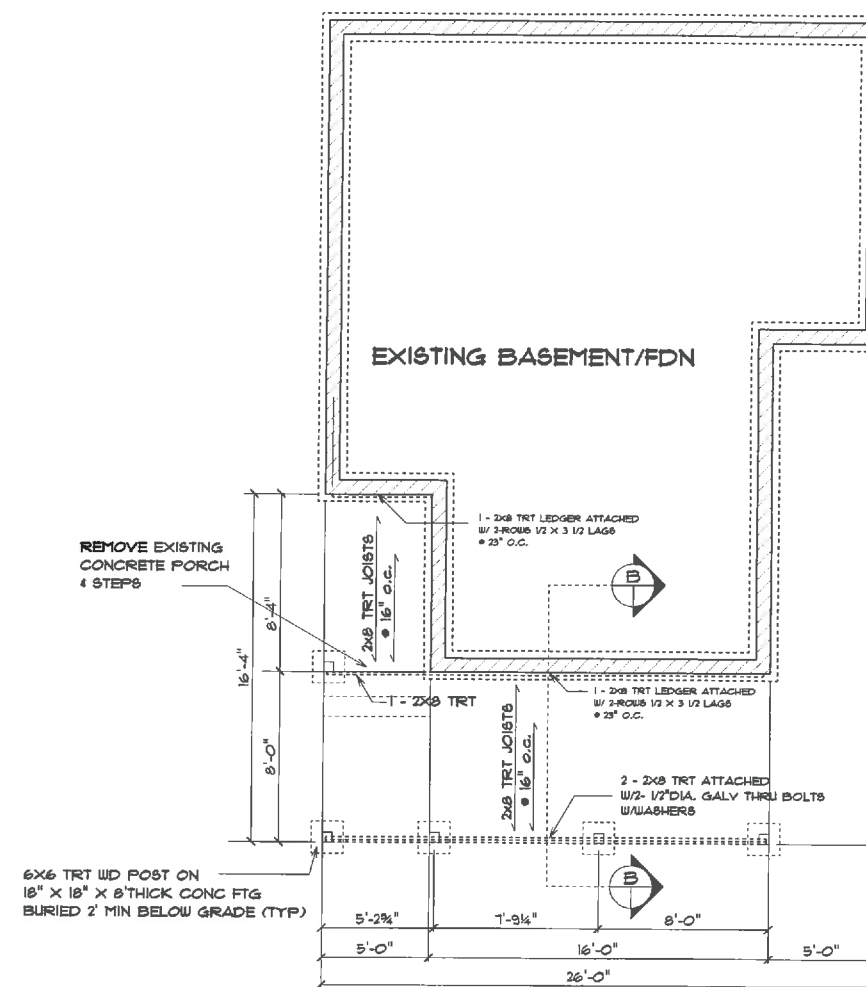 EXISTING BASEMENT/FDN
1 - 2X8 TRT LEDGER ATTACHED
W/ 2-ROWS 1/2 X 3 1/2 LAGS
@ 23" O.C.
REMOVE EXISTING
CONCRETE PORCH
& STEPS
16'-4"
8'-4"
2X8 TRT JOISTS
@ 16" O.C.
B
1 - 2X8 TRT
1 - 2X8 TRT LEDGER ATTACHED
W/ 2-ROWS 1/2 X 3 1/2 LAGS
@ 23" O.C.
8'-0"
2X8 TRT JOISTS
@ 16" O.C.
2 - 2X8 TRT ATTACHED
W/2- 1/2"DIA. GALV THRU BOLTS
W/WASHERS
B
6X6 TRT WD POST ON
18" X 18" X 8'THICK CONC FTG
BURIED 2' MIN BELOW GRADE (TYP)
5'-2¾" 7'-9¼" 8'-0"
5'-0" 16'-0" 5'-0"
26'-0"